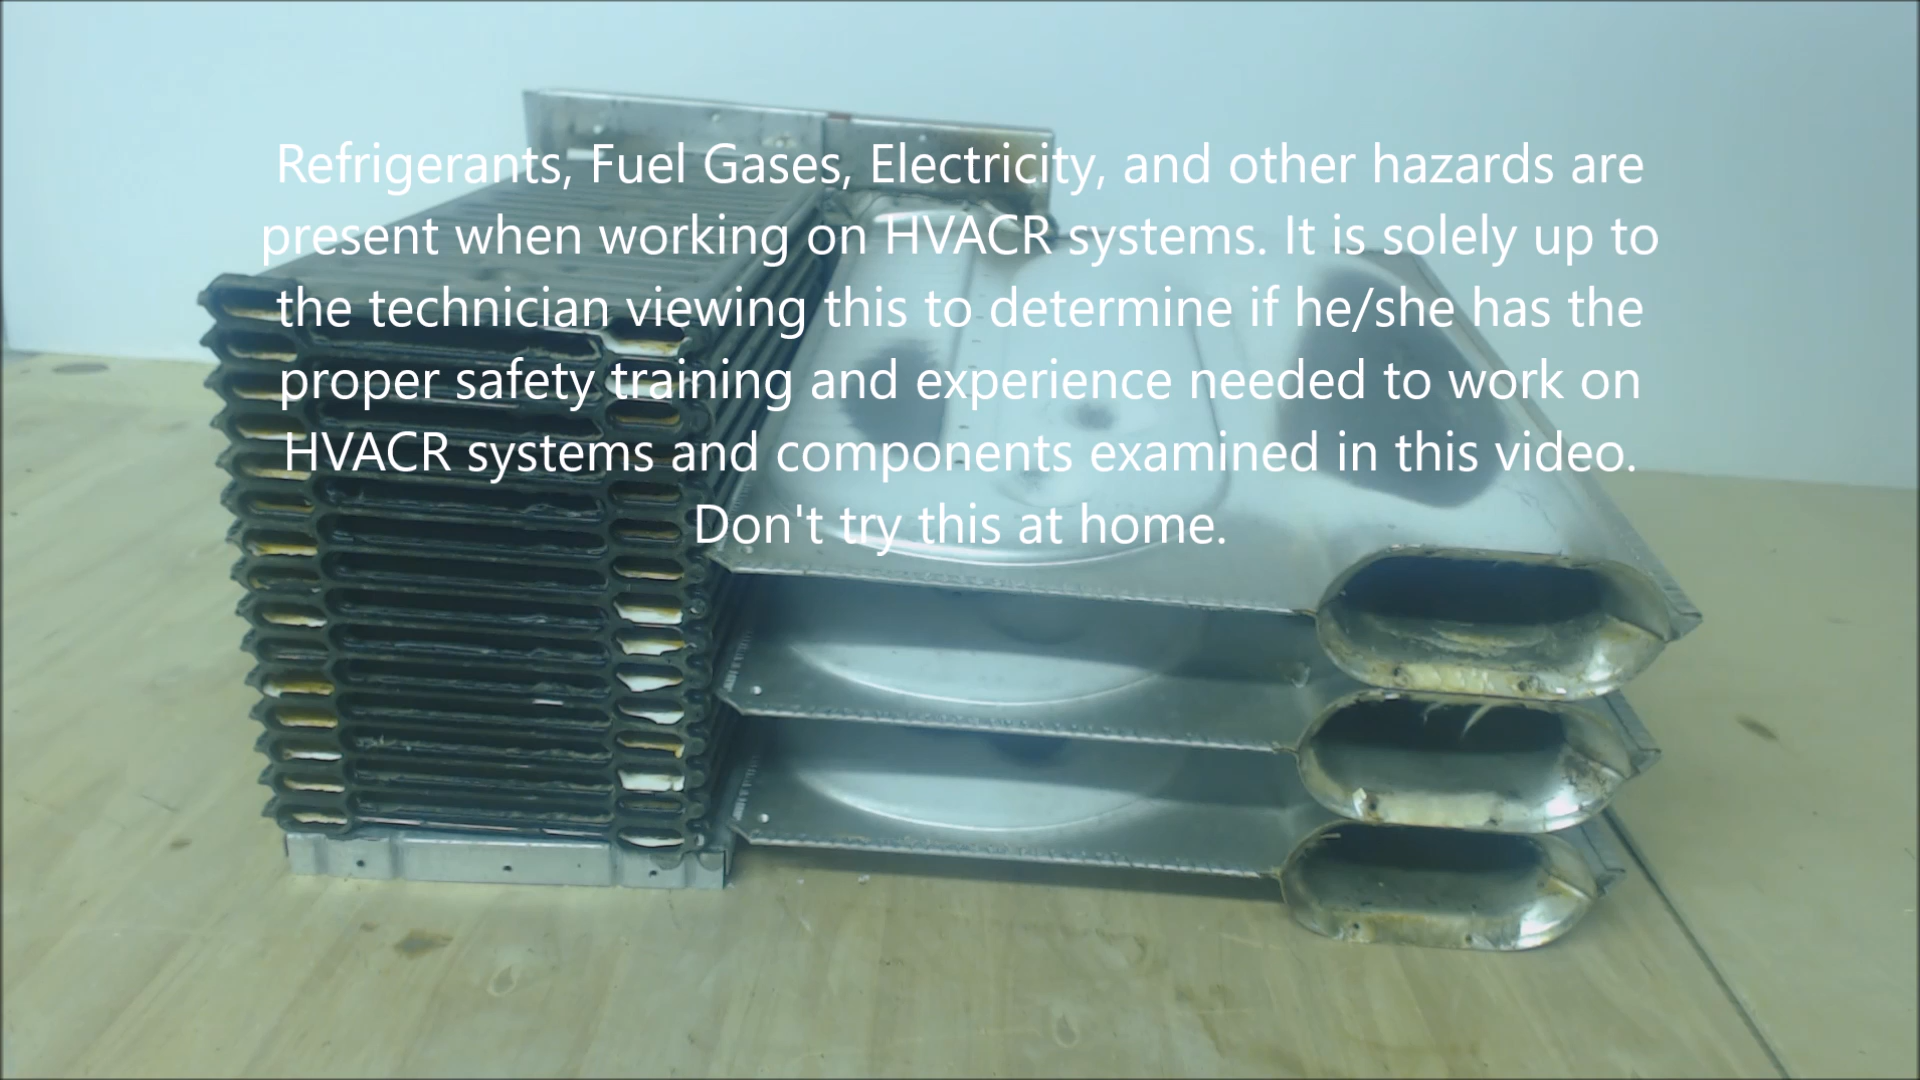 Refrigerants, Fuel Gases, Electricity, and other hazards are
present when working on HVACR systems. It is solely up to
the technician viewing this to determine if he/she has the
proper safety training and experience needed to work on
HVACR systems and components examined in this video.
Don't try this at home.